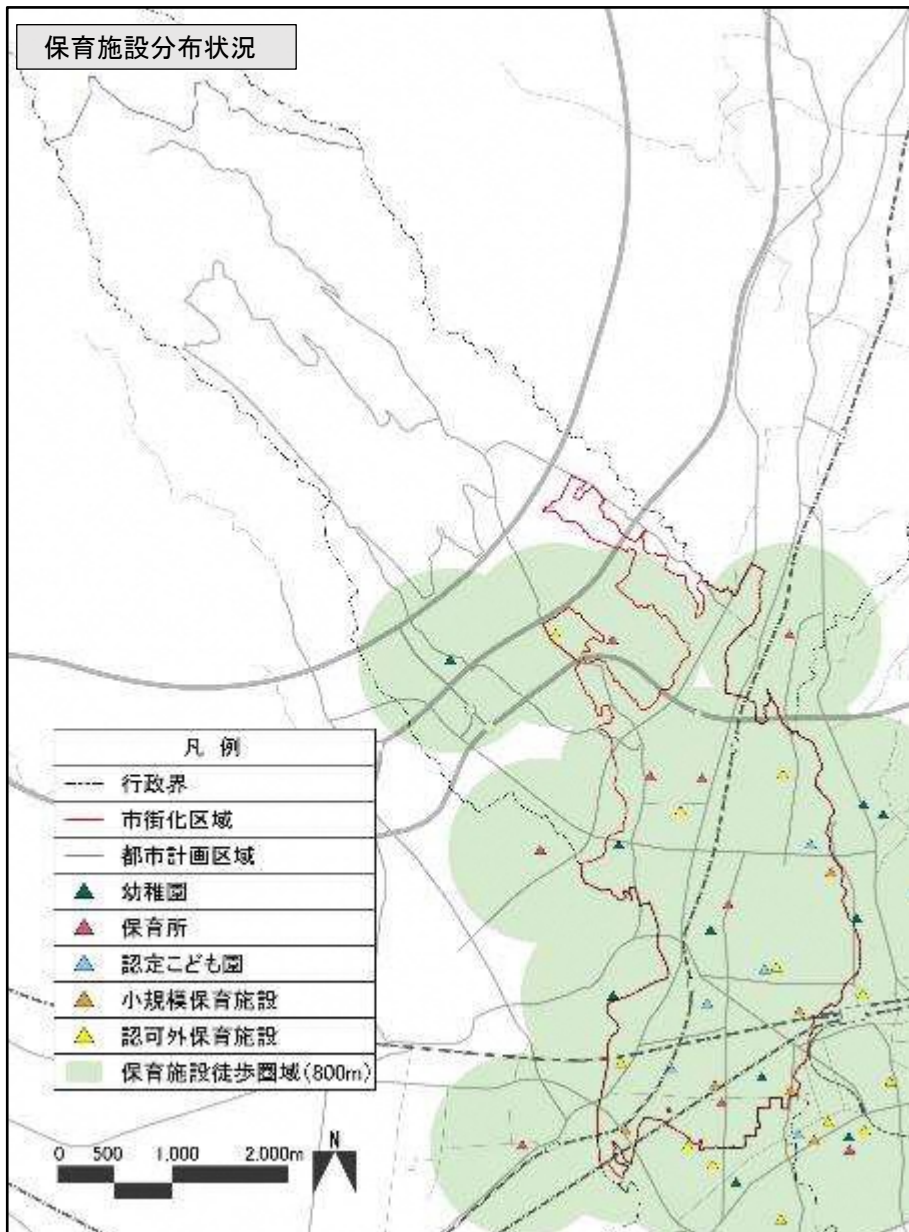 保育施設分布状況
凡 例
行政界
市街化区域
都市計画区域
幼稚園
保育所
認定こども園
小規模保育施設
認可外保育施設
保育施設徒歩圏域(800m)
0 500 1,000 2,000m
N